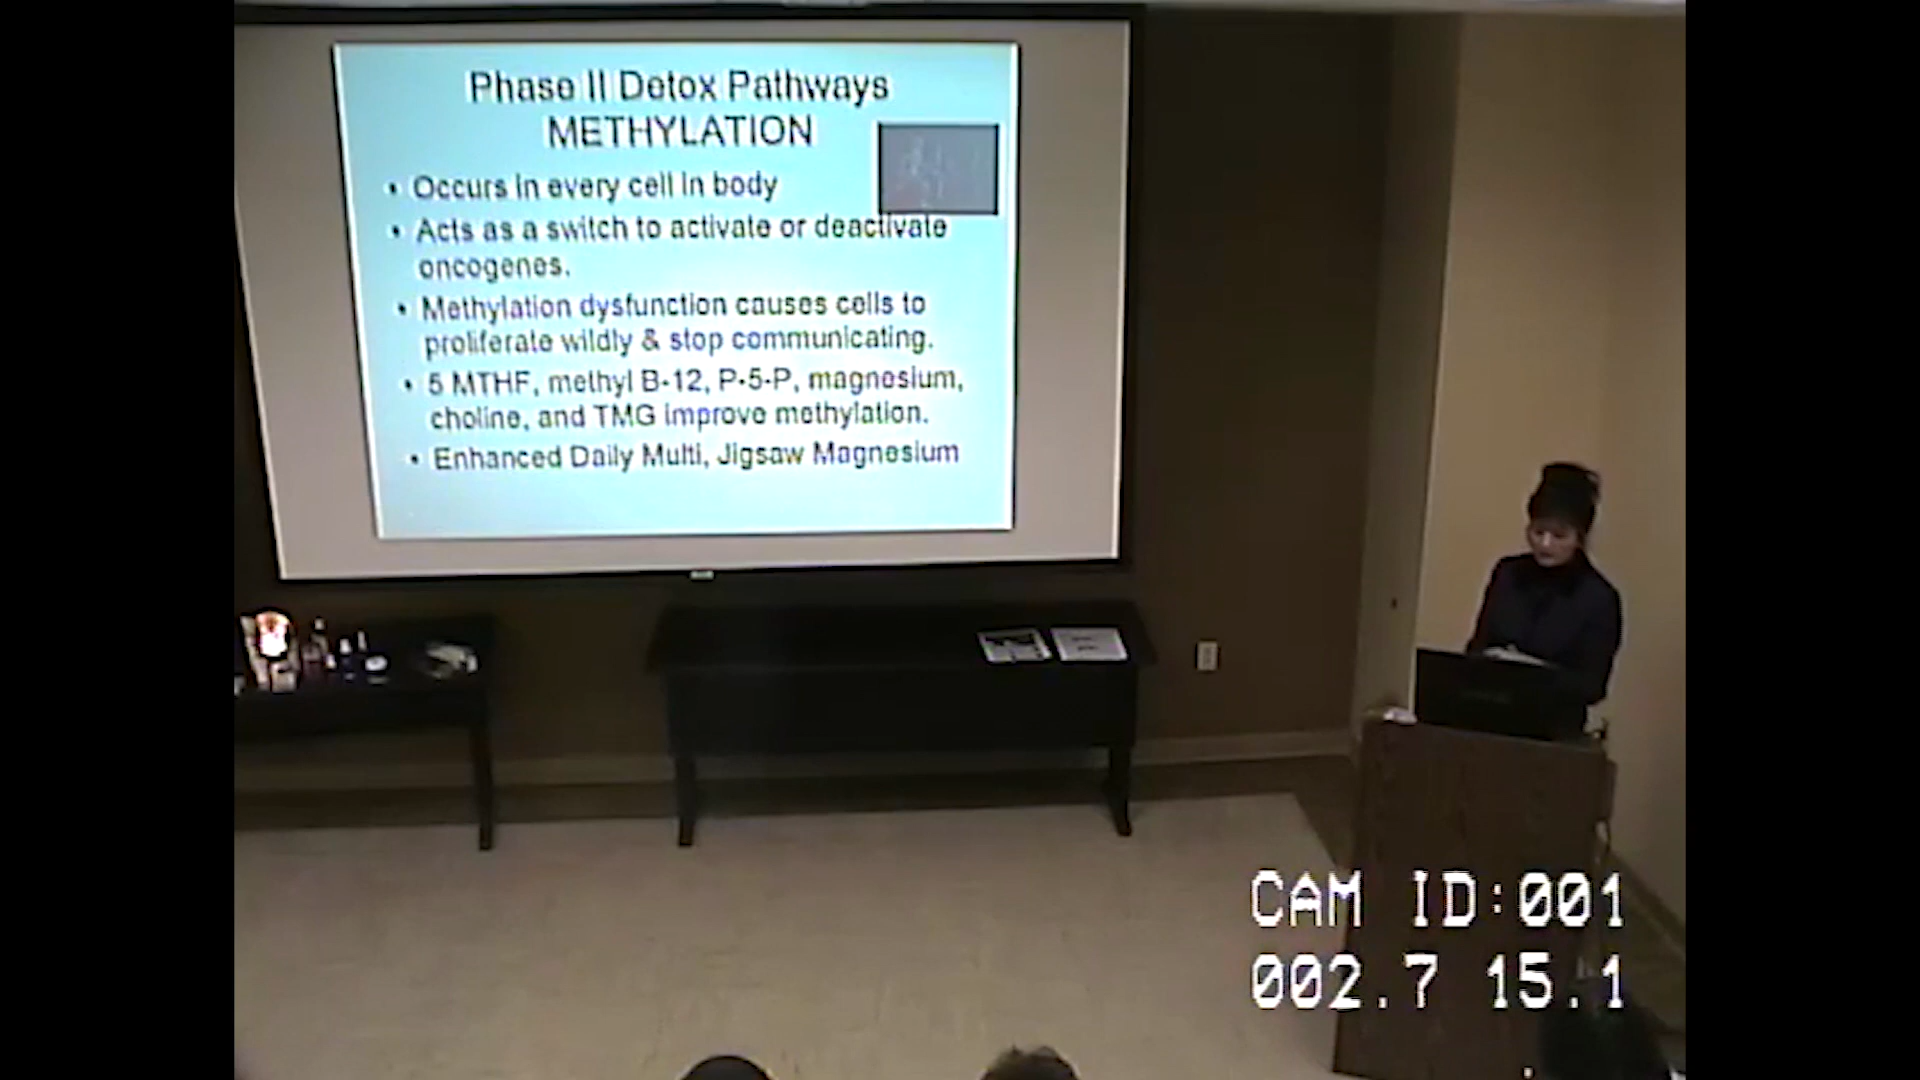 Phase II Detox Pathways
METHYLATION
• Occurs in every cell in body
• Acts as a switch to activate or deactivate
oncogenes.
• Methylation dysfunction causes cells to
proliferate wildly & stop communicating.
• 5 MTHF, methyl B-12, P-5-P, magnesium,
choline, and TMG improve methylation.
• Enhanced Daily Multi, Jigsaw Magnesium
CAM ID:001
002.7 15.1